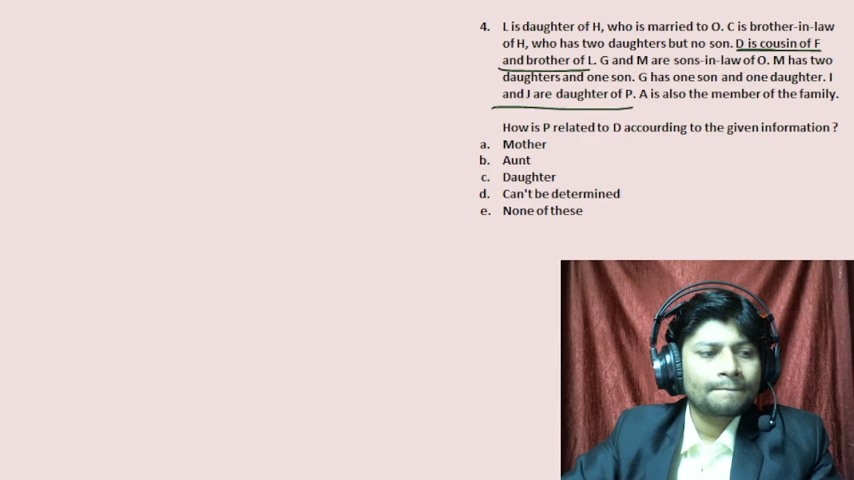 4. L is daughter of H, who is married to O. C is brother-in-law
of H, who has two daughters but no son. D is cousin of F
and brother of L. G and M are sons-in-law of O. M has two
daughters and one son. G has one son and one daughter. I
and J are daughter of P. A is also the member of the family.
How is P related to D accourding to the given information ?
a. Mother
b. Aunt
c. Daughter
d. Can't be determined
e. None of these